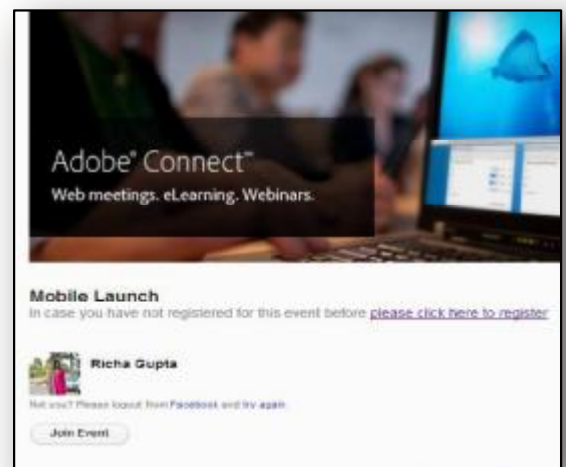 Adobe® Connect™
Web meetings. eLearning. Webinars.
Mobile Launch
In case you have not registered for this event before please click here to register
Richa Gupta
Not you? Please logout from Facebook and try again.
Join Event